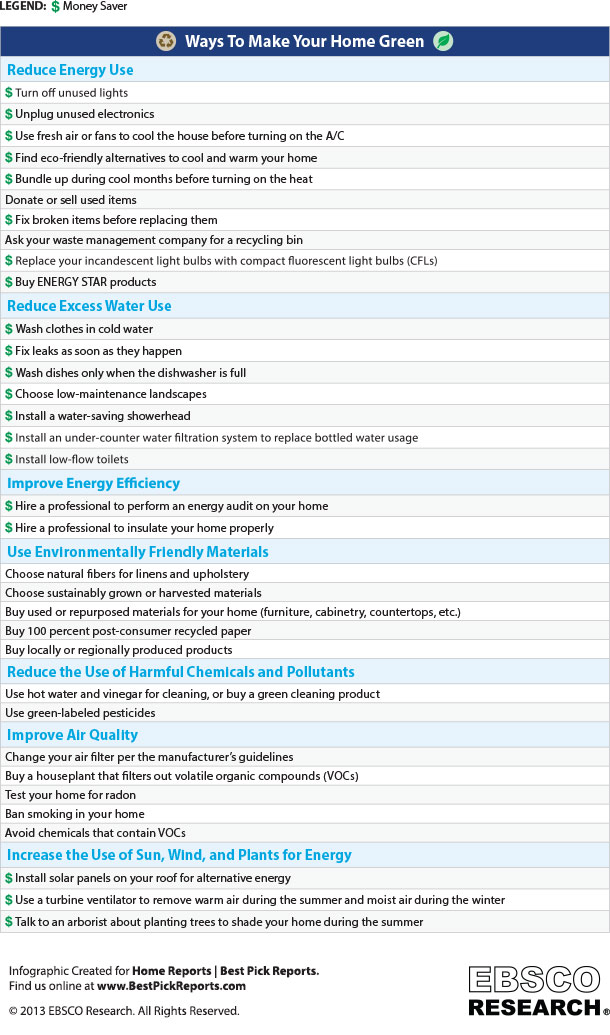 LEGEND: $ Money Saver
Ways To Make Your Home Green
Reduce Energy Use
$ Turn off unused lights
$ Unplug unused electronics
$ Use fresh air or fans to cool the house before turning on the A/C
$ Find eco-friendly alternatives to cool and warm your home
$ Bundle up during cool months before turning on the heat
Donate or sell used items
$ Fix broken items before replacing them
Ask your waste management company for a recycling bin
$ Replace your incandescent light bulbs with compact fluorescent light bulbs (CFLs)
$ Buy ENERGY STAR products
Reduce Excess Water Use
$ Wash clothes in cold water
$ Fix leaks as soon as they happen
$ Wash dishes only when the dishwasher is full
$ Choose low-maintenance landscapes
$ Install a water-saving showerhead
$ Install an under-counter water filtration system to replace bottled water usage
$ Install low-flow toilets
Improve Energy Efficiency
$ Hire a professional to perform an energy audit on your home
$ Hire a professional to insulate your home properly
Use Environmentally Friendly Materials
Choose natural fibers for linens and upholstery
Choose sustainably grown or harvested materials
Buy used or repurposed materials for your home (furniture, cabinetry, countertops, etc.)
Buy 100 percent post-consumer recycled paper
Buy locally or regionally produced products
Reduce the Use of Harmful Chemicals and Pollutants
Use hot water and vinegar for cleaning, or buy a green cleaning product
Use green-labeled pesticides
Improve Air Quality
Change your air filter per the manufacturer's guidelines
Buy a houseplant that filters out volatile organic compounds (VOCs)
Test your home for radon
Ban smoking in your home
Avoid chemicals that contain VOCs
Increase the Use of Sun, Wind, and Plants for Energy
$ Install solar panels on your roof for alternative energy
$ Use a turbine ventilator to remove warm air during the summer and moist air during the winter
$ Talk to an arborist about planting trees to shade your home during the summer
Infographic Created for Home Reports | Best Pick Reports.
Find us online at www.BestPickReports.com
© 2013 EBSCO Research. All Rights Reserved.
EBSCO
RESEARCH®